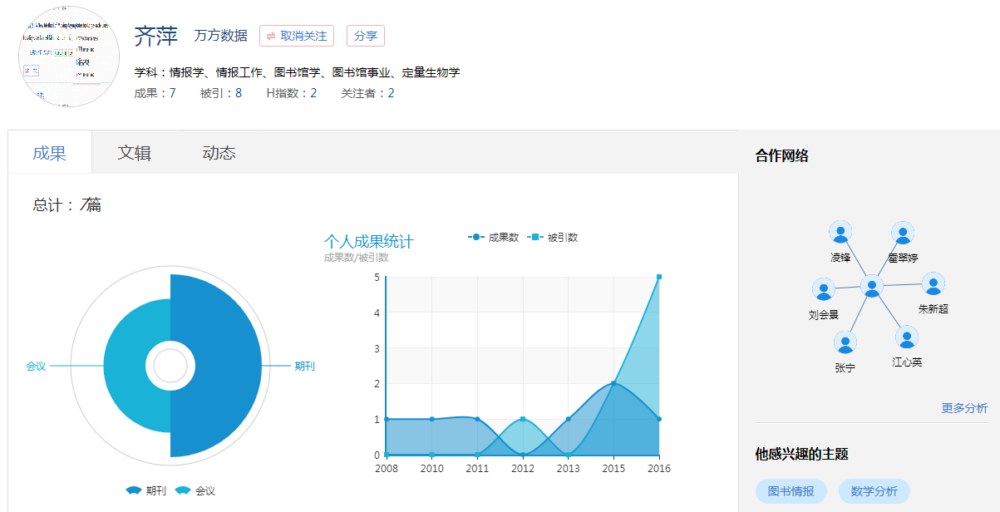 齐萍 万方数据 取消关注 分享
学科：情报学、情报工作、图书馆学、图书馆事业、定量生物学
成果：7 被引：8 H指数：2 关注者：2
成果 文辑 动态
总计：7篇
会议
期刊
期刊 会议
个人成果统计
成果数/被引数
成果数 被引数
5
4
3
2
1
0
2008 2010 2011 2012 2013 2015 2016
合作网络
凌锋 霍翠婷
刘会景 朱新超
张宁 江心英
更多分析
他感兴趣的主题
图书情报 数学分析